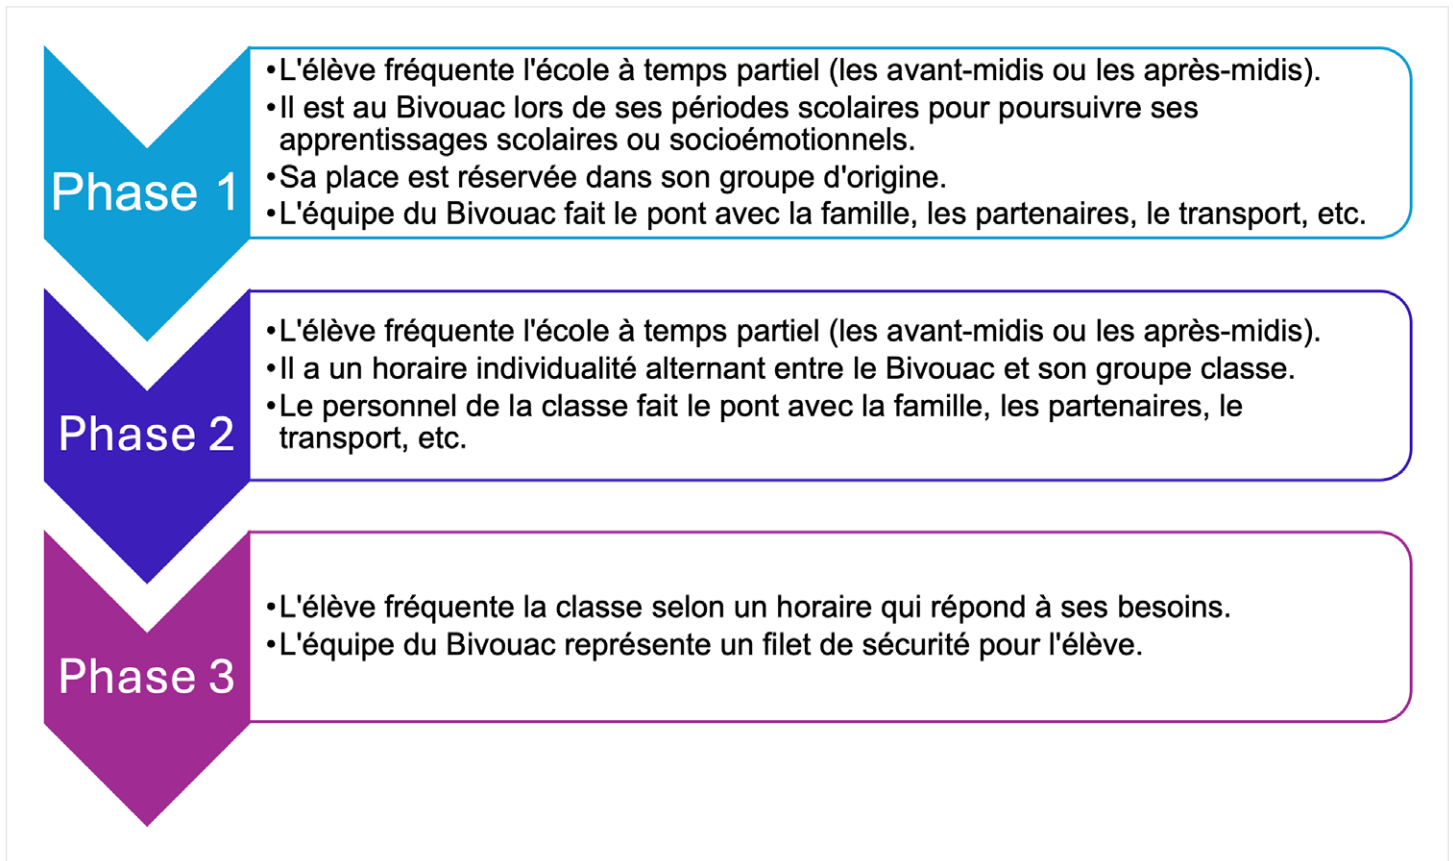 Phase 1
•L'élève fréquente l'école à temps partiel (les avant-midis ou les après-midis).
•Il est au Bivouac lors de ses périodes scolaires pour poursuivre ses
apprentissages scolaires ou socioémotionnels.
•Sa place est réservée dans son groupe d'origine.
•L'équipe du Bivouac fait le pont avec la famille, les partenaires, le transport, etc.
Phase 2
•L'élève fréquente l'école à temps partiel (les avant-midis ou les après-midis).
•Il a un horaire individualité alternant entre le Bivouac et son groupe classe.
•Le personnel de la classe fait le pont avec la famille, les partenaires, le
transport, etc.
Phase 3
•L'élève fréquente la classe selon un horaire qui répond à ses besoins.
•L'équipe du Bivouac représente un filet de sécurité pour l'élève.